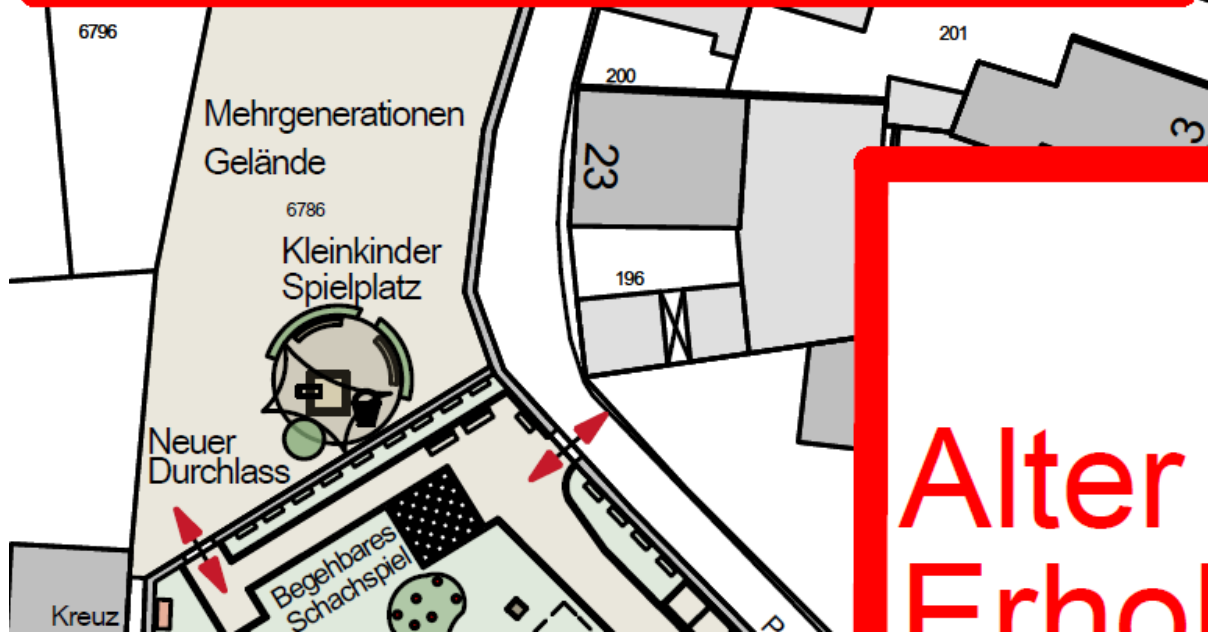 6796
201
200
Mehrgenerationen
Gelände
23
3
6786
Kleinkinder
Spielplatz
196
Neuer
Durchlass
Alter
Begehbares
Schachspiel
Kreuz